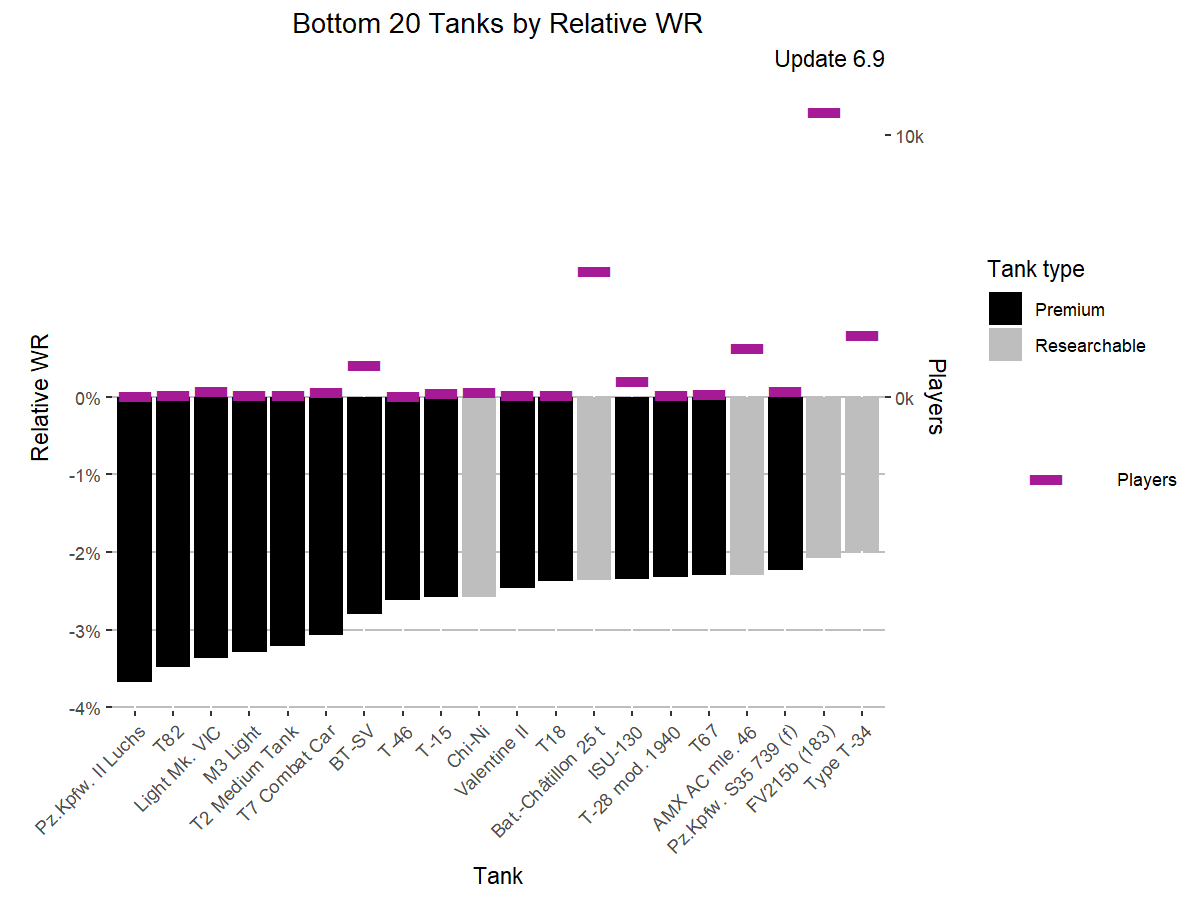 Bottom 20 Tanks by Relative WR
Update 6.9
Relative WR
0%
-1%
-2%
-3%
-4%
10k
0k
Players
Pz.Kpfw. II Luchs
T82
Light Mk. VIC
M3 Light
T2 Medium Tank
T7 Combat Car
BT-SV
T-46
T-15
Chi-Ni
Valentine II
T18
Bat.-Châtillon 25 t
ISU-130
T-28 mod. 1940
T67
AMX AC mle. 46
Pz.Kpfw. S35 739 (f)
FV215b (183)
Type T-34
Tank
Tank type
Premium
Researchable
Players